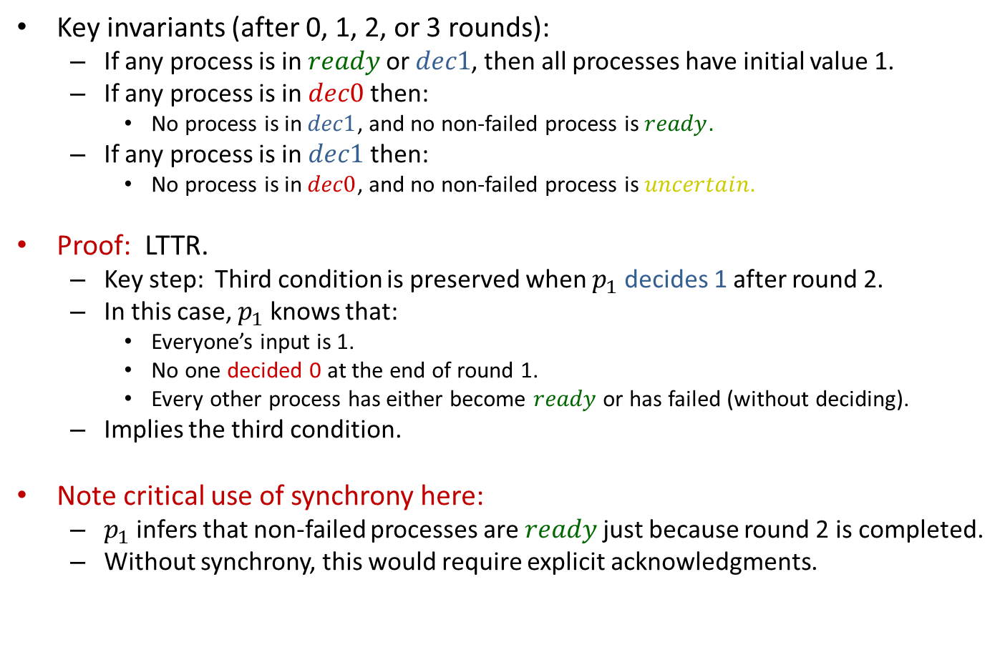 • Key invariants (after 0, 1, 2, or 3 rounds):
– If any process is in ready or dec1, then all processes have initial value 1.
– If any process is in dec0 then:
• No process is in dec1, and no non-failed process is ready.
– If any process is in dec1 then:
• No process is in dec0, and no non-failed process is uncertain.
• Proof: LTTR.
– Key step: Third condition is preserved when p₁ decides 1 after round 2.
– In this case, p₁ knows that:
• Everyone’s input is 1.
• No one decided 0 at the end of round 1.
• Every other process has either become ready or has failed (without deciding).
– Implies the third condition.
• Note critical use of synchrony here:
– p₁ infers that non-failed processes are ready just because round 2 is completed.
– Without synchrony, this would require explicit acknowledgments.